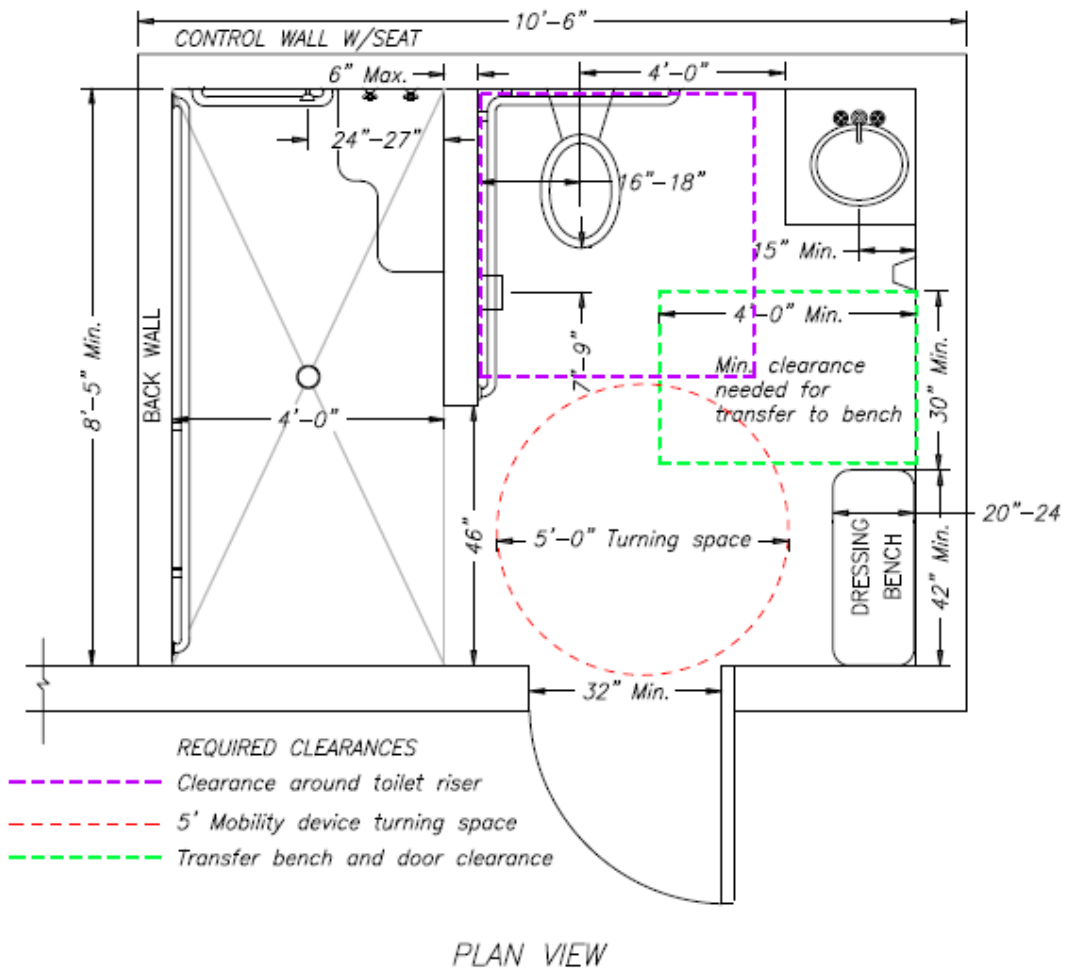 10'-6"
CONTROL WALL W/SEAT
6" Max.
4'-0"
24"-27"
16"-18"
15" Min.
4'-0" Min.
Min. clearance
needed for
transfer to bench
30" Min.
7"-9"
8'-5" Min.
BACK WALL
4'-0"
46"
5'-0" Turning space
20"-24
DRESSING
BENCH
42" Min.
32" Min.
REQUIRED CLEARANCES
Clearance around toilet riser
5' Mobility device turning space
Transfer bench and door clearance
PLAN VIEW